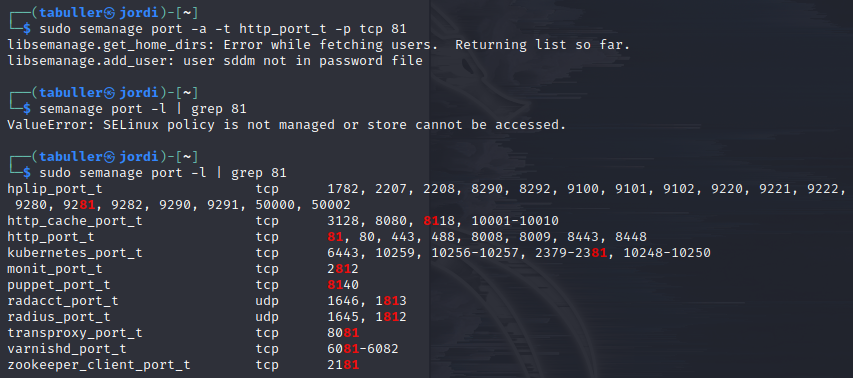 ┌──(tabuller㉿jordi)-[~]
└─$ sudo semanage port -a -t http_port_t -p tcp 81
libsemanage.get_home_dirs: Error while fetching users.  Returning list so far.
libsemanage.add_user: user sddm not in password file

┌──(tabuller㉿jordi)-[~]
└─$ semanage port -l | grep 81
ValueError: SELinux policy is not managed or store cannot be accessed.

┌──(tabuller㉿jordi)-[~]
└─$ sudo semanage port -l | grep 81
hplip_port_t                   tcp      1782, 2207, 2208, 8290, 8292, 9100, 9101, 9102, 9220, 9221, 9222,
 9280, 9281, 9282, 9290, 9291, 50000, 50002
http_cache_port_t              tcp      3128, 8080, 8118, 10001-10010
http_port_t                    tcp      81, 80, 443, 488, 8008, 8009, 8443, 8448
kubernetes_port_t              tcp      6443, 10259, 10256-10257, 2379-2381, 10248-10250
monit_port_t                   tcp      2812
puppet_port_t                  tcp      8140
radacct_port_t                 udp      1646, 1813
radius_port_t                  udp      1645, 1812
transproxy_port_t              tcp      8081
varnishd_port_t                tcp      6081-6082
zookeeper_client_port_t        tcp      2181